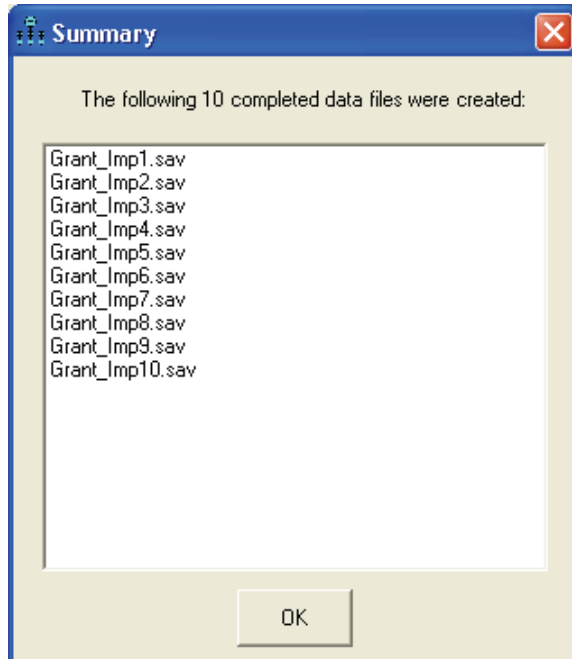 Summary
The following 10 completed data files were created:
Grant_Imp1.sav
Grant_Imp2.sav
Grant_Imp3.sav
Grant_Imp4.sav
Grant_Imp5.sav
Grant_Imp6.sav
Grant_Imp7.sav
Grant_Imp8.sav
Grant_Imp9.sav
Grant_Imp10.sav
OK